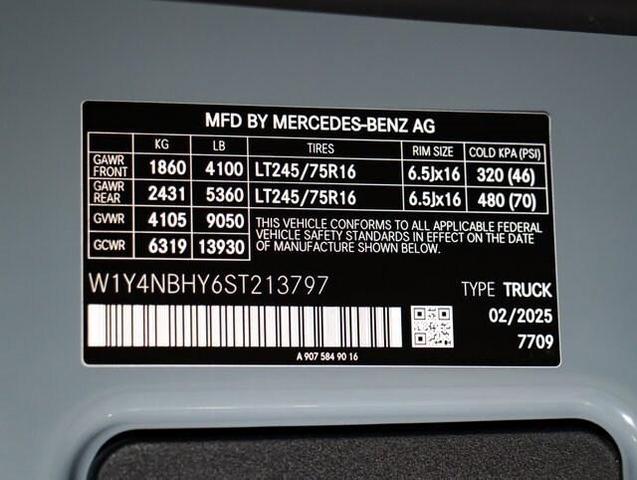 MFD BY MERCEDES-BENZ AG
KG LB TIRES RIM SIZE COLD KPA (PSI)
GAWR FRONT 1860 4100 LT245/75R16 6.5Jx16 320 (46)
GAWR REAR 2431 5360 LT245/75R16 6.5Jx16 480 (70)
GVWR 4105 9050
GCWR 6319 13930
THIS VEHICLE CONFORMS TO ALL APPLICABLE FEDERAL
VEHICLE SAFETY STANDARDS IN EFFECT ON THE DATE
OF MANUFACTURE SHOWN BELOW.
W1Y4NBHY6ST213797
TYPE TRUCK
02/2025
7709
A 907 584 90 16